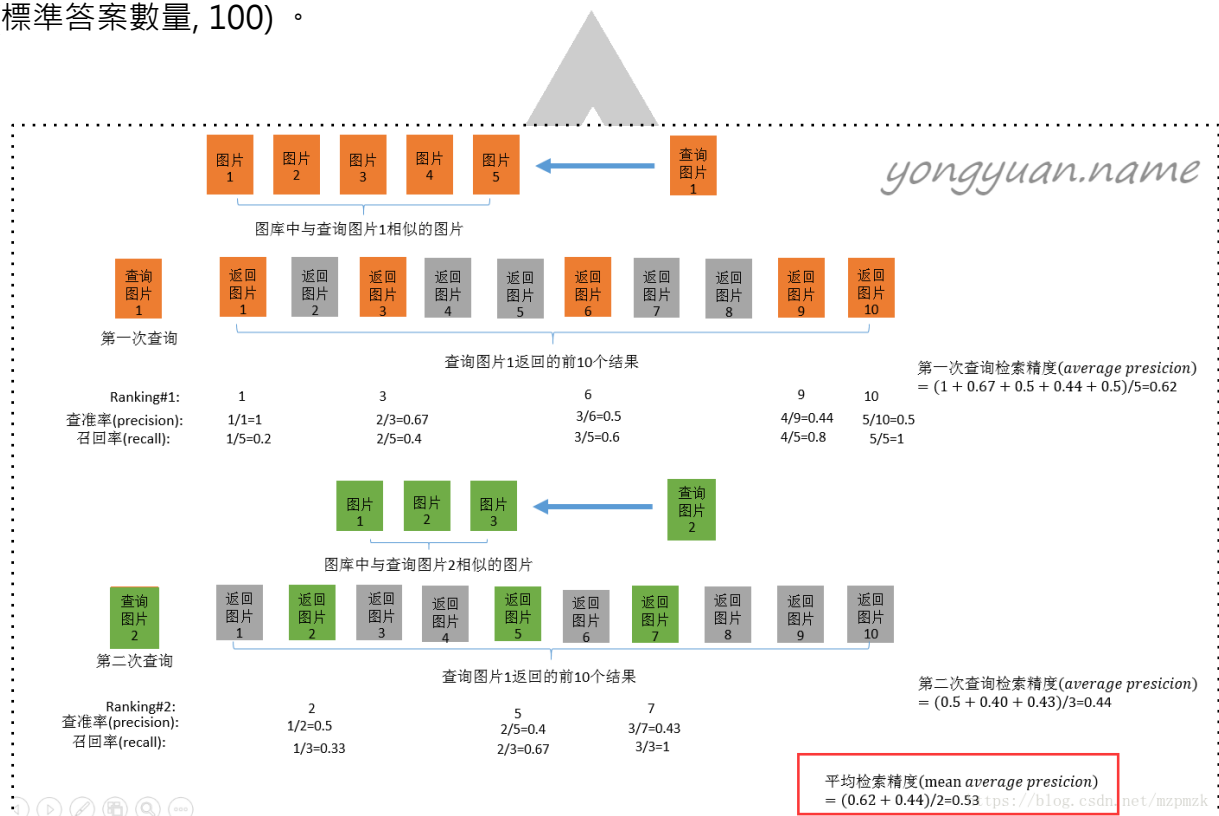 標準答案數量, 100) 。
图片 1
图片 2
图片 3
图片 4
图片 5
查询图片 1
yongyuan.name
图库中与查询图片1相似的图片
查询图片 1
返回图片 1
返回图片 2
返回图片 3
返回图片 4
返回图片 5
返回图片 6
返回图片 7
返回图片 8
返回图片 9
返回图片 10
第一次查询
查询图片1返回的前10个结果
第一次查询检索精度(average presicion)
= (1 + 0.67 + 0.5 + 0.44 + 0.5)/5=0.62
Ranking#1: 1 3 6 9 10
查准率(precision): 1/1=1 2/3=0.67 3/6=0.5 4/9=0.44 5/10=0.5
召回率(recall): 1/5=0.2 2/5=0.4 3/5=0.6 4/5=0.8 5/5=1
图片 1
图片 2
图片 3
查询图片 2
图库中与查询图片2相似的图片
查询图片 2
返回图片 1
返回图片 2
返回图片 3
返回图片 4
返回图片 5
返回图片 6
返回图片 7
返回图片 8
返回图片 9
返回图片 10
第二次查询
查询图片1返回的前10个结果
第二次查询检索精度(average presicion)
= (0.5 + 0.40 + 0.43)/3=0.44
Ranking#2: 2 5 7
查准率(precision): 1/2=0.5 2/5=0.4 3/7=0.43
召回率(recall): 1/3=0.33 2/3=0.67 3/3=1
平均检索精度(mean average presicion)
= (0.62 + 0.44)/2=0.53
tps://blog.csdn.net/mzpmzk